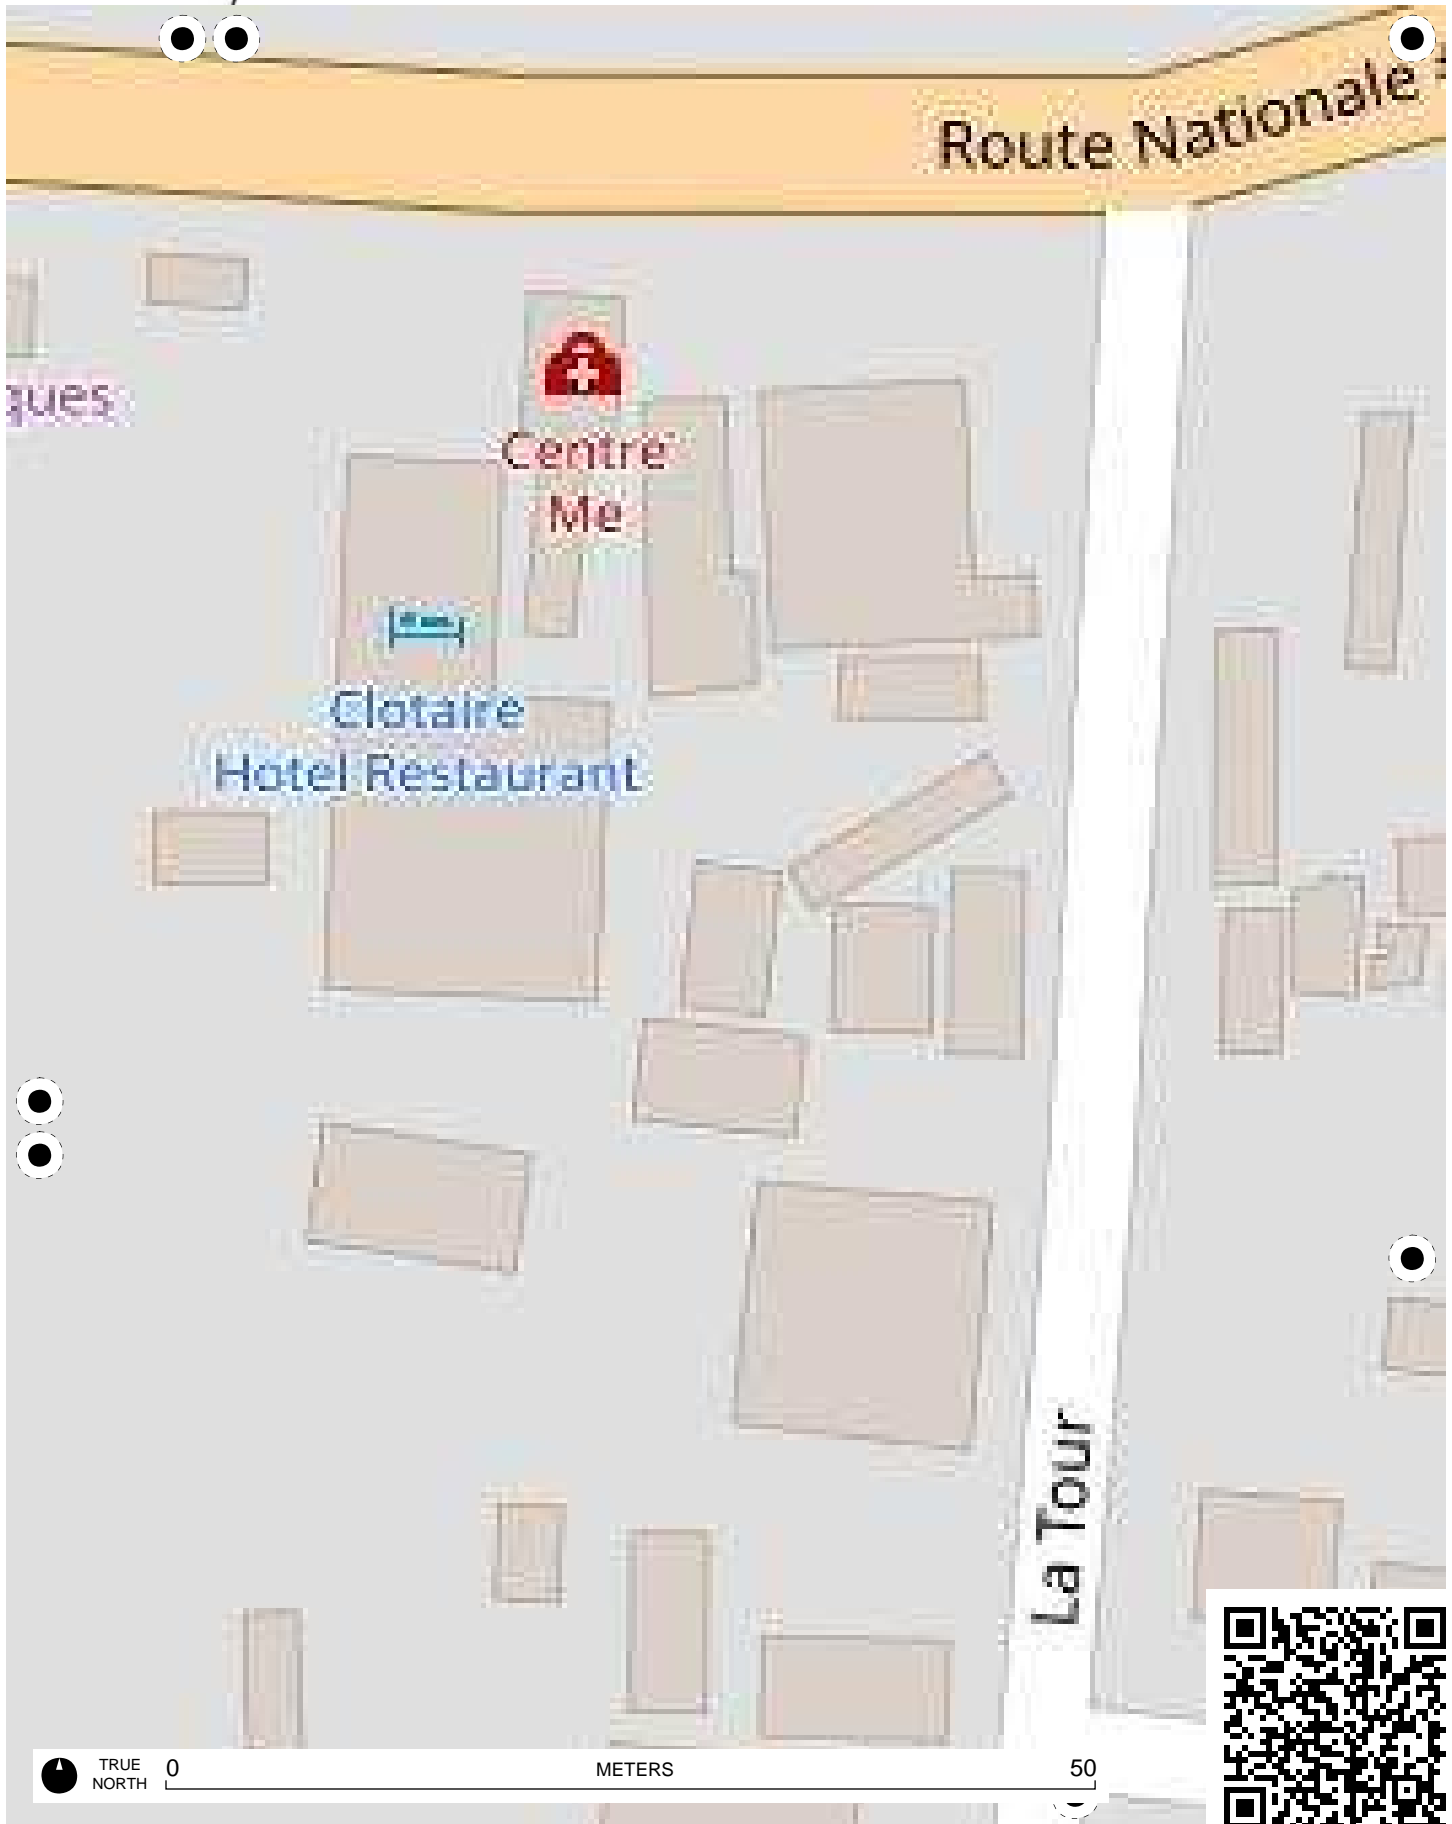 Route Nationale
ques
Centre
Me
Clotaire
Hotel Restaurant
La Tour
TRUE
NORTH
0
METERS
50